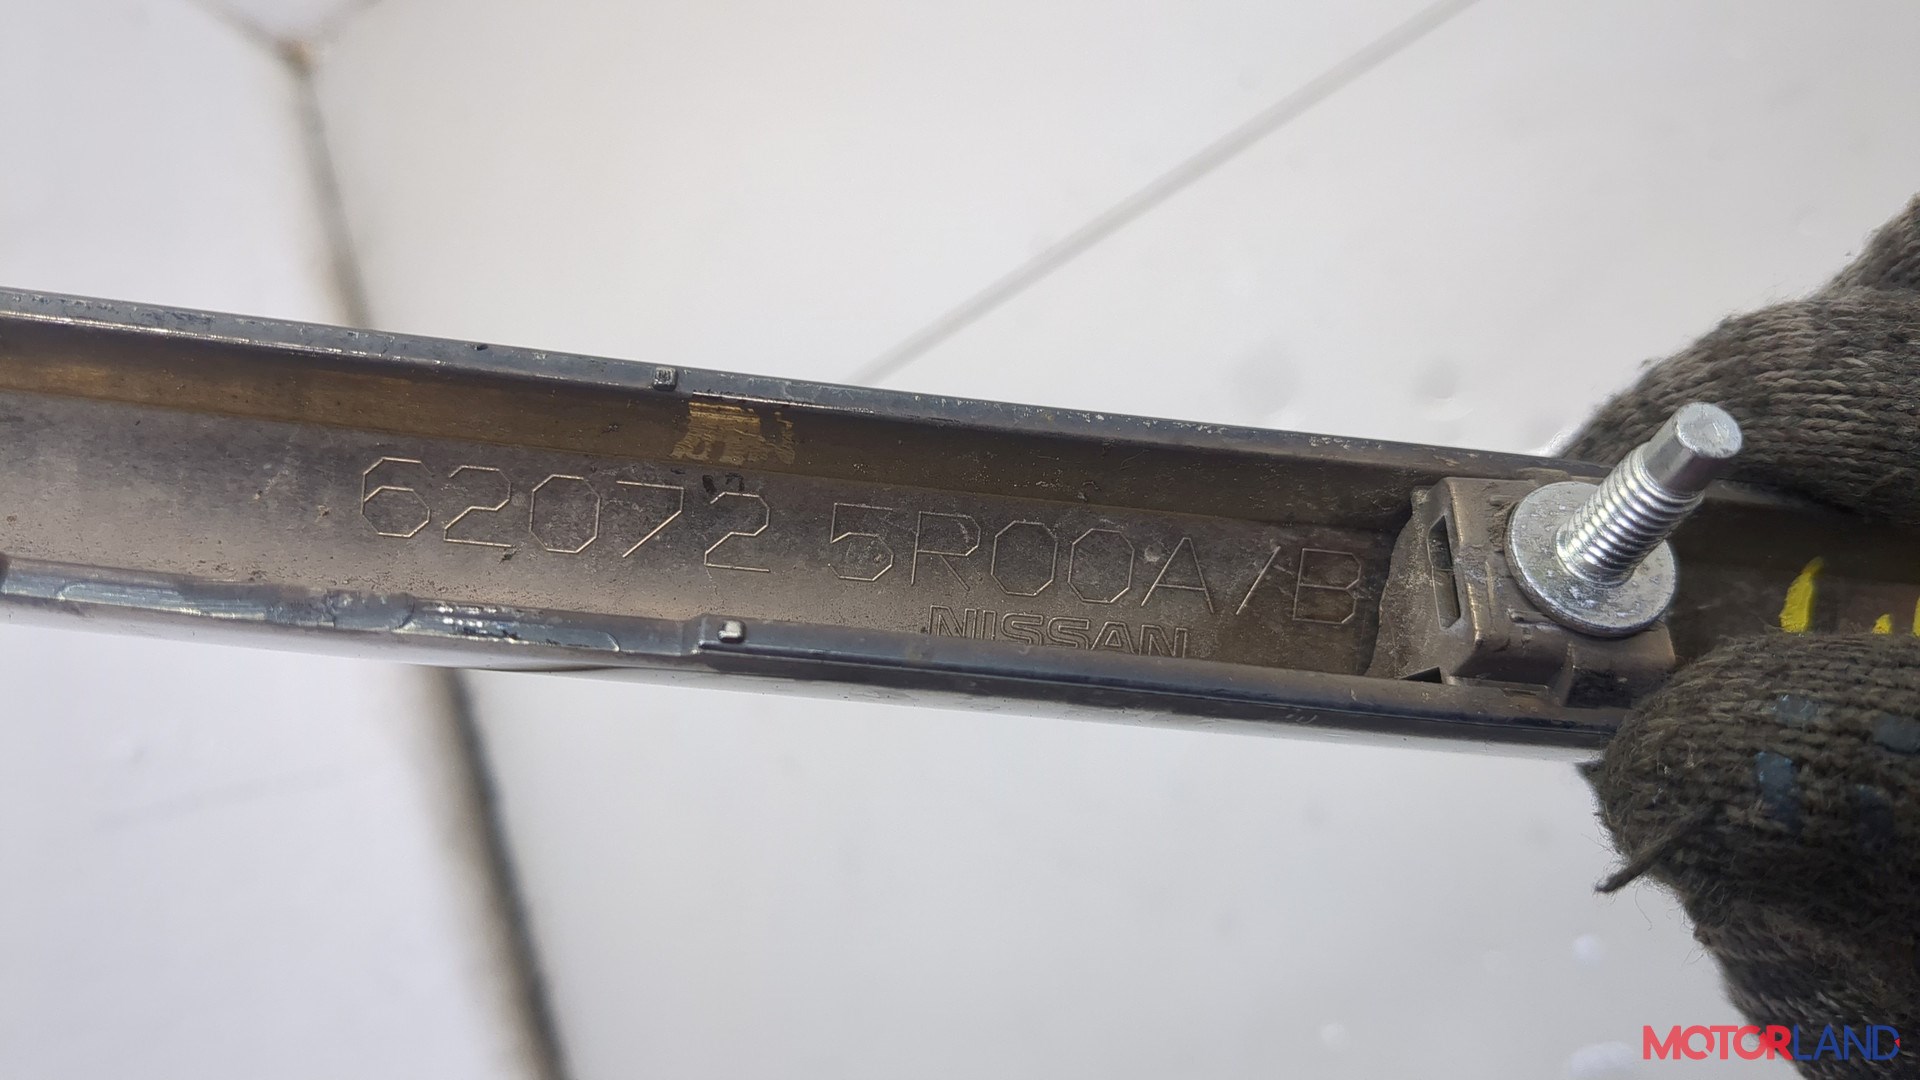 62072 5R00A/B
NISSAN
MOTORLAND